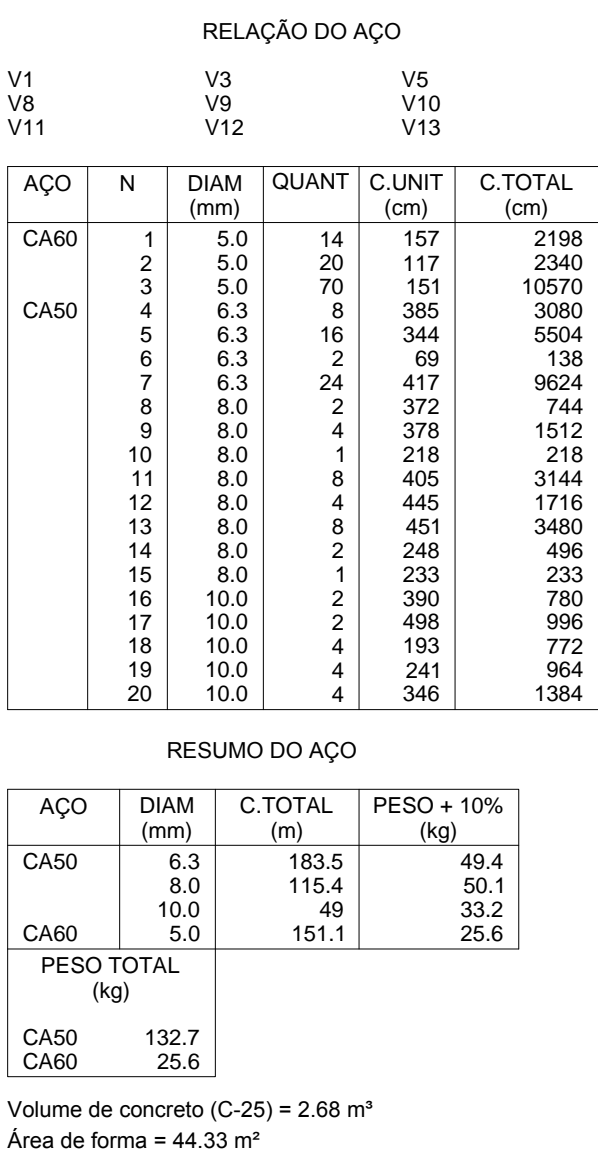 RELAÇÃO DO AÇO
V1 V3 V5
V8 V9 V10
V11 V12 V13
AÇO N DIAM QUANT C.UNIT C.TOTAL
(mm) (cm) (cm)
CA60 1 5.0 14 157 2198
2 5.0 20 117 2340
3 5.0 70 151 10570
CA50 4 6.3 8 385 3080
5 6.3 16 344 5504
6 6.3 2 69 138
7 6.3 24 417 9624
8 8.0 2 372 744
9 8.0 4 378 1512
10 8.0 1 218 218
11 8.0 8 405 3144
12 8.0 4 445 1716
13 8.0 8 451 3480
14 8.0 2 248 496
15 8.0 1 233 233
16 10.0 2 390 780
17 10.0 2 498 996
18 10.0 4 193 772
19 10.0 4 241 964
20 10.0 4 346 1384
RESUMO DO AÇO
AÇO DIAM C.TOTAL PESO + 10%
(mm) (m) (kg)
CA50 6.3 183.5 49.4
8.0 115.4 50.1
10.0 49 33.2
CA60 5.0 151.1 25.6
PESO TOTAL
(kg)
CA50 132.7
CA60 25.6
Volume de concreto (C-25) = 2.68 m³
Área de forma = 44.33 m²